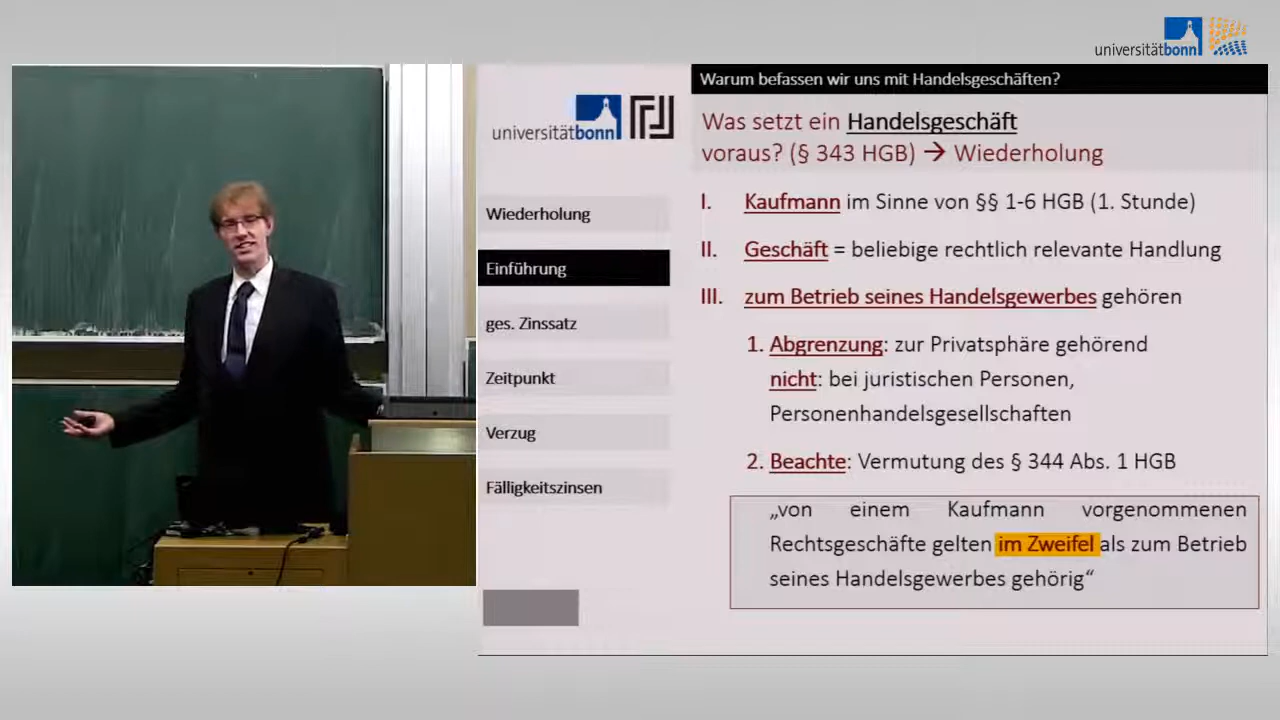 universitätbonn
Warum befassen wir uns mit Handelsgeschäften?
universitätbonn
Was setzt ein Handelsgeschäft
voraus? (§ 343 HGB) → Wiederholung
Wiederholung
Einführung
ges. Zinssatz
Zeitpunkt
Verzug
Fälligkeitszinsen
I. Kaufmann im Sinne von §§ 1-6 HGB (1. Stunde)
II. Geschäft = beliebige rechtlich relevante Handlung
III. zum Betrieb seines Handelsgewerbes gehören
1. Abgrenzung: zur Privatsphäre gehörend
nicht: bei juristischen Personen,
Personenhandelsgesellschaften
2. Beachte: Vermutung des § 344 Abs. 1 HGB
„von einem Kaufmann vorgenommenen
Rechtsgeschäfte gelten im Zweifel als zum Betrieb
seines Handelsgewerbes gehörig“